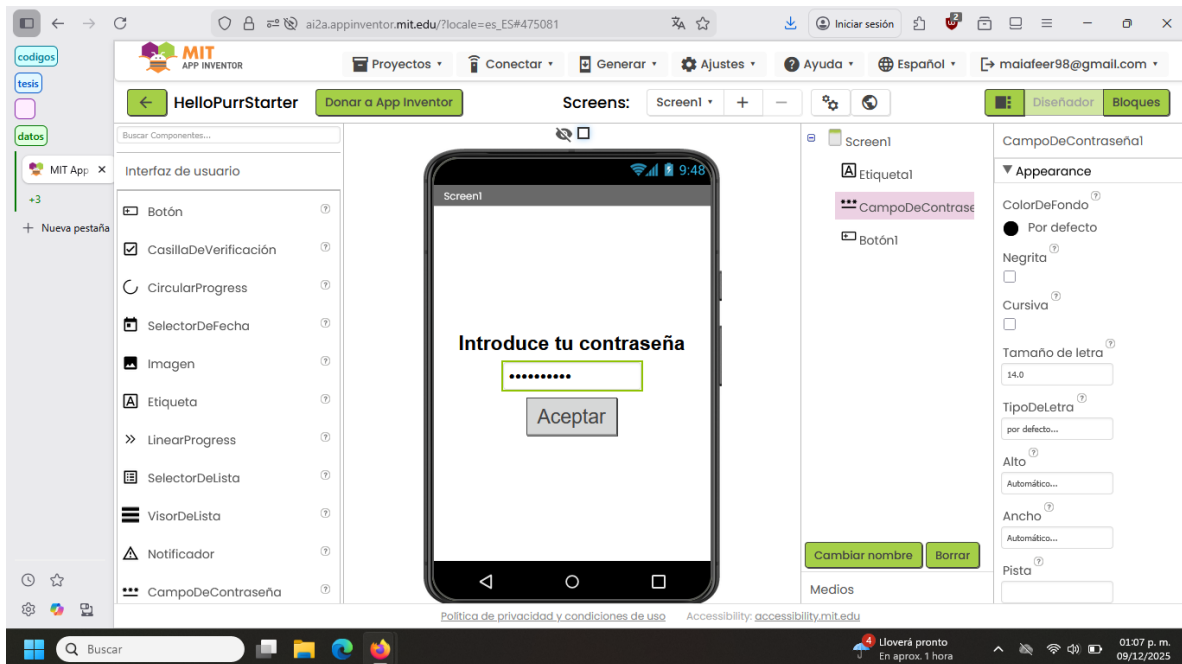 ai2a.appinventor.mit.edu/?locale=es_ES#475081
Iniciar sesión
2
codigos
tesis
datos
MIT App
+3
Nueva pestaña
MIT
APP INVENTOR
Proyectos
Conectar
Generar
Ajustes
Ayuda
Español
maiafeer98@gmail.com
HelloPurrStarter
Donar a App Inventor
Screens:
Screen1
Diseñador
Bloques
Buscar Componentes...
Interfaz de usuario
Botón
CasillaDeVerificación
CircularProgress
SelectorDeFecha
Imagen
Etiqueta
LinearProgress
SelectorDeLista
VisorDeLista
Notificador
CampoDeContraseña
9:48
Screen1
Introduce tu contraseña
Aceptar
Screen1
Etiqueta1
CampoDeContrase
Botón1
Cambiar nombre
Borrar
Medios
CampoDeContraseña1
Appearance
ColorDeFondo
Por defecto
Negrita
Cursiva
Tamaño de letra
14.0
TipoDeLetra
por defecto...
Alto
Automático...
Ancho
Automático...
Pista
Política de privacidad y condiciones de uso
Accessibility: accessibility.mit.edu
Buscar
4
Lloverá pronto
En aprox. 1 hora
01:07 p. m.
09/12/2025